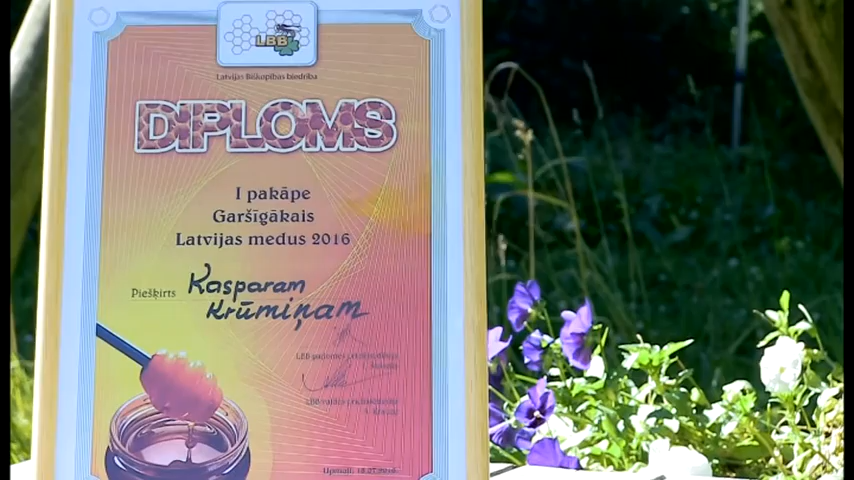 LBB
Latvijas Biškopības biedrība
DIPLOMS
I pakāpe
Garšīgākais
Latvijas medus 2016
Piešķirts Kasparam
Krūmiņam